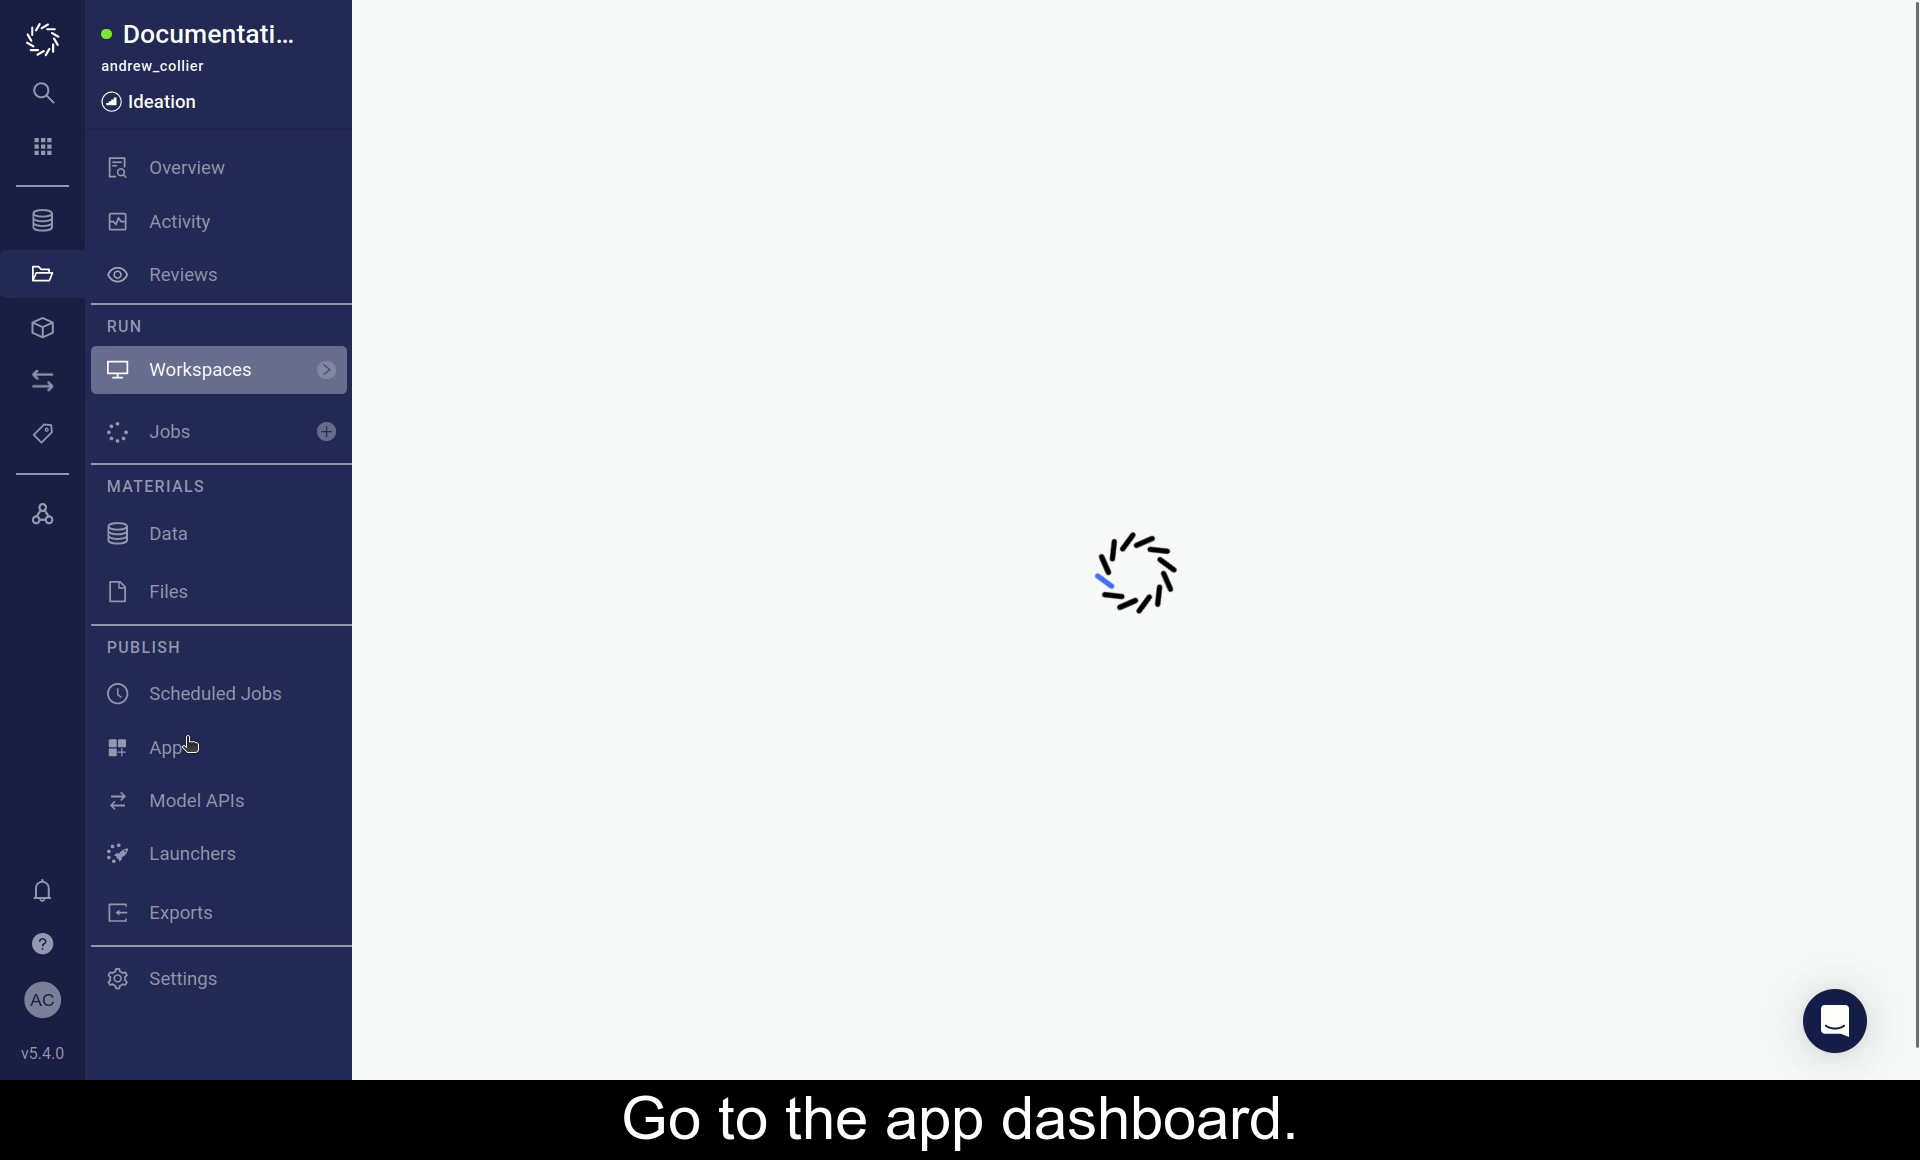 Documentati...
andrew_collier
Ideation
Overview
Activity
Reviews
RUN
Workspaces
Jobs
MATERIALS
Data
Files
PUBLISH
Scheduled Jobs
App
Model APIs
Launchers
Exports
Settings
AC
v5.4.0
Go to the app dashboard.